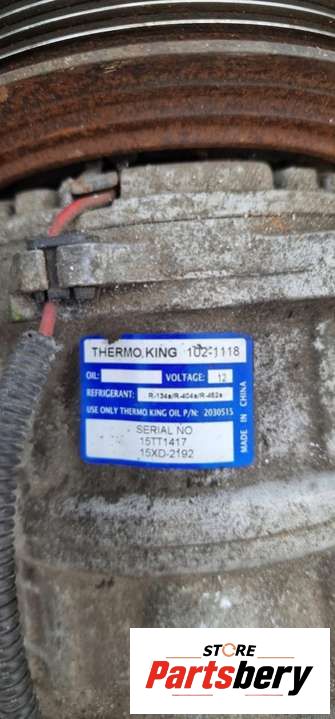 THERMO KING 102-1118
OIL: VOLTAGE: 12
REFRIGERANT: R-134a/R-404a/R-452a
USE ONLY THERMO KING OIL P/N: 2030515
SERIAL NO
15TT1417
15XD-2192
MADE IN CHINA
STORE
Partsbery